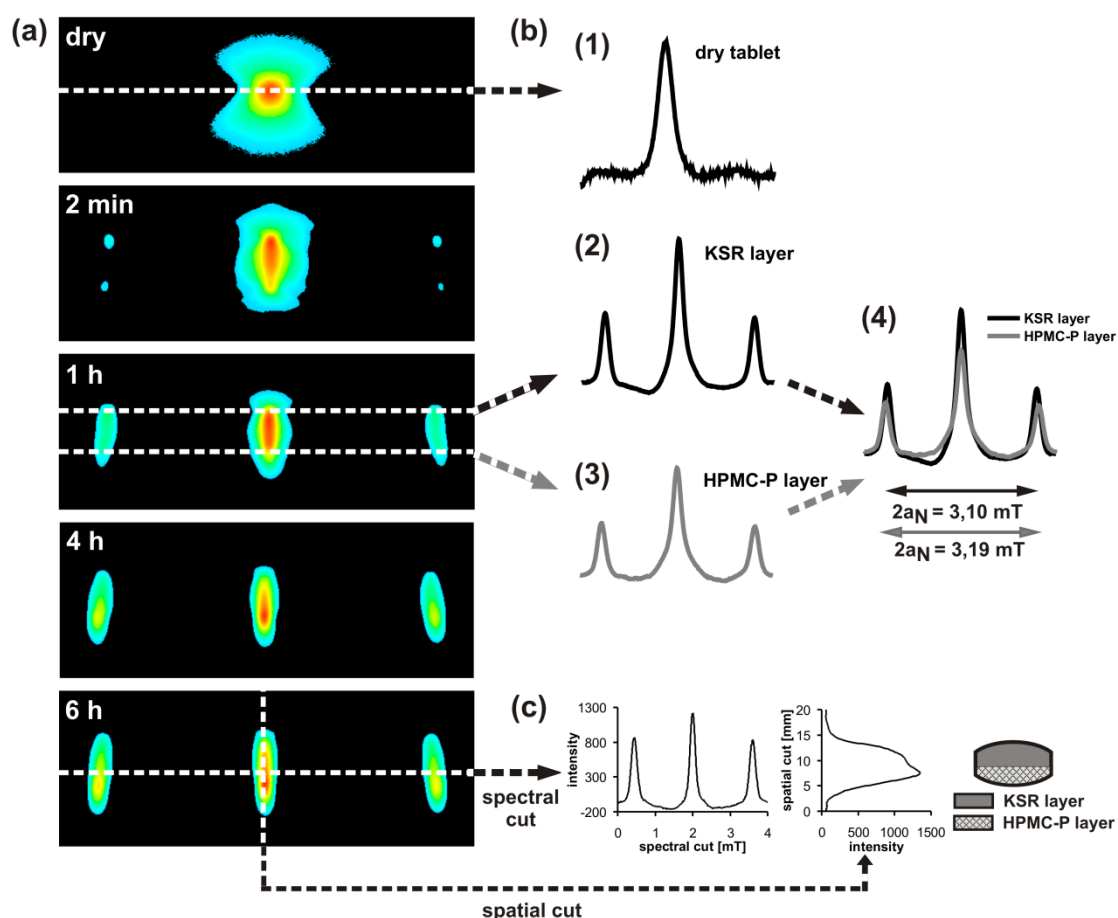 (a)
dry
2 min
1 h
4 h
6 h
(b)
(1)
dry tablet
(2)
KSR layer
(3)
HPMC-P layer
(4)
KSR layer
HPMC-P layer
2aN = 3,10 mT
2aN = 3,19 mT
spectral
cut
(c)
intensity
1300
800
300
-200
0 1 2 3 4
spectral cut [mT]
spatial cut [mm]
20
15
10
5
0
0 500 1000 1500
intensity
KSR layer
HPMC-P layer
spatial cut